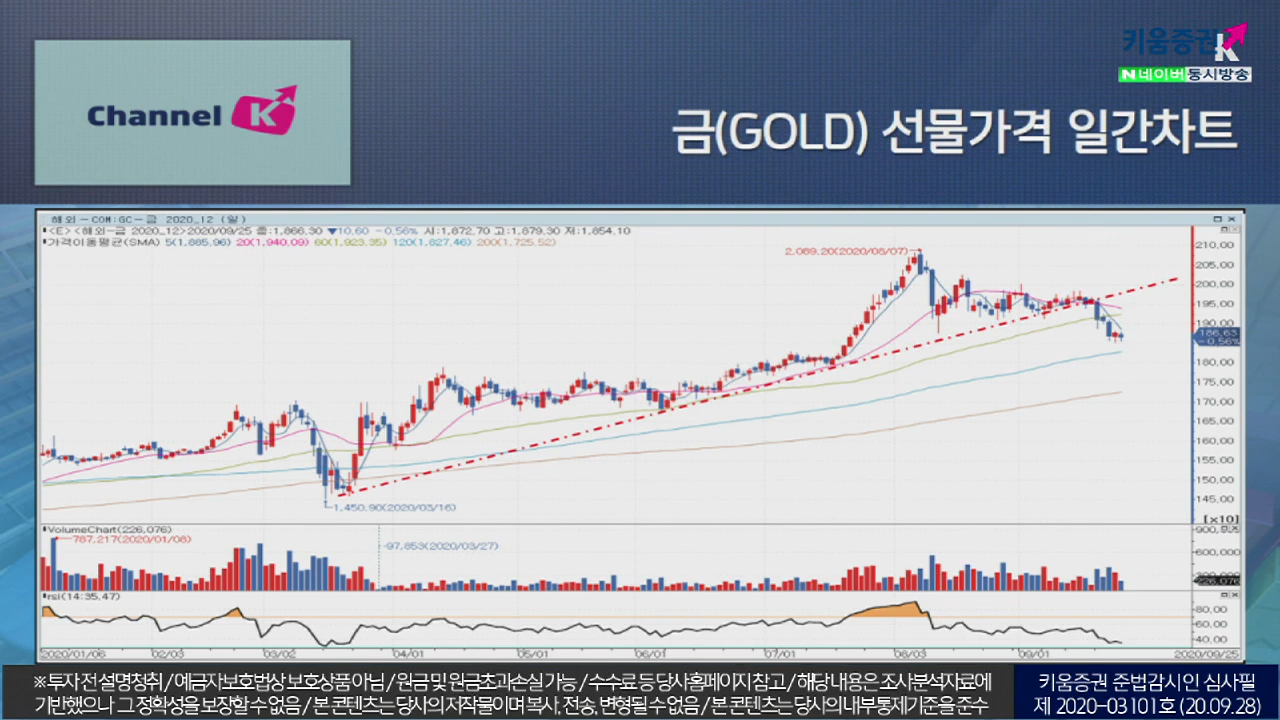 키움증권
N 네이버 동시방송
Channel K
금(GOLD) 선물가격 일간차트
해외-COM:GC-금 2020_12 (일)
<E><해외-금 2020_12>2020/09/25 종:1,866.30 ▼10.60 -0.56% 시:1,872.70 고:1,879.30 저:1,854.10
가격이동평균(SMA) 5(1,885.96) 20(1,940.09) 60(1,923.35) 120(1,827.46) 200(1,725.52)
2,089.20(2020/08/07)
1,450.90(2020/03/16)
210.00
205.00
200.00
195.00
190.00
186.63
-0.56%
180.00
175.00
170.00
165.00
160.00
155.00
150.00
145.00
[x10]
VolumeChart(226,076)
787,217(2020/01/08)
97,853(2020/03/27)
600,000
226,076
rsi(14:35.47)
80.00
60.00
40.00
2020/01/06 02/03 03/02 04/01 05/01 06/01 07/01 08/03 09/01 2020/09/25
※ 투자 전 설명청취 / 예금자보호법상 보호상품 아님 / 원금 및 원금초과손실 가능 / 수수료 등 당사홈페이지 참고 / 해당 내용은 조사분석자료에
기반했으나 그 정확성을 보장할 수 없음 / 본 콘텐츠는 당사의 저작물이며 복사, 전송, 변형될 수 없음 / 본 콘텐츠는 당사의 내부통제기준을 준수
키움증권 준법감시인 심사필
제 2020-03101호 (20.09.28)